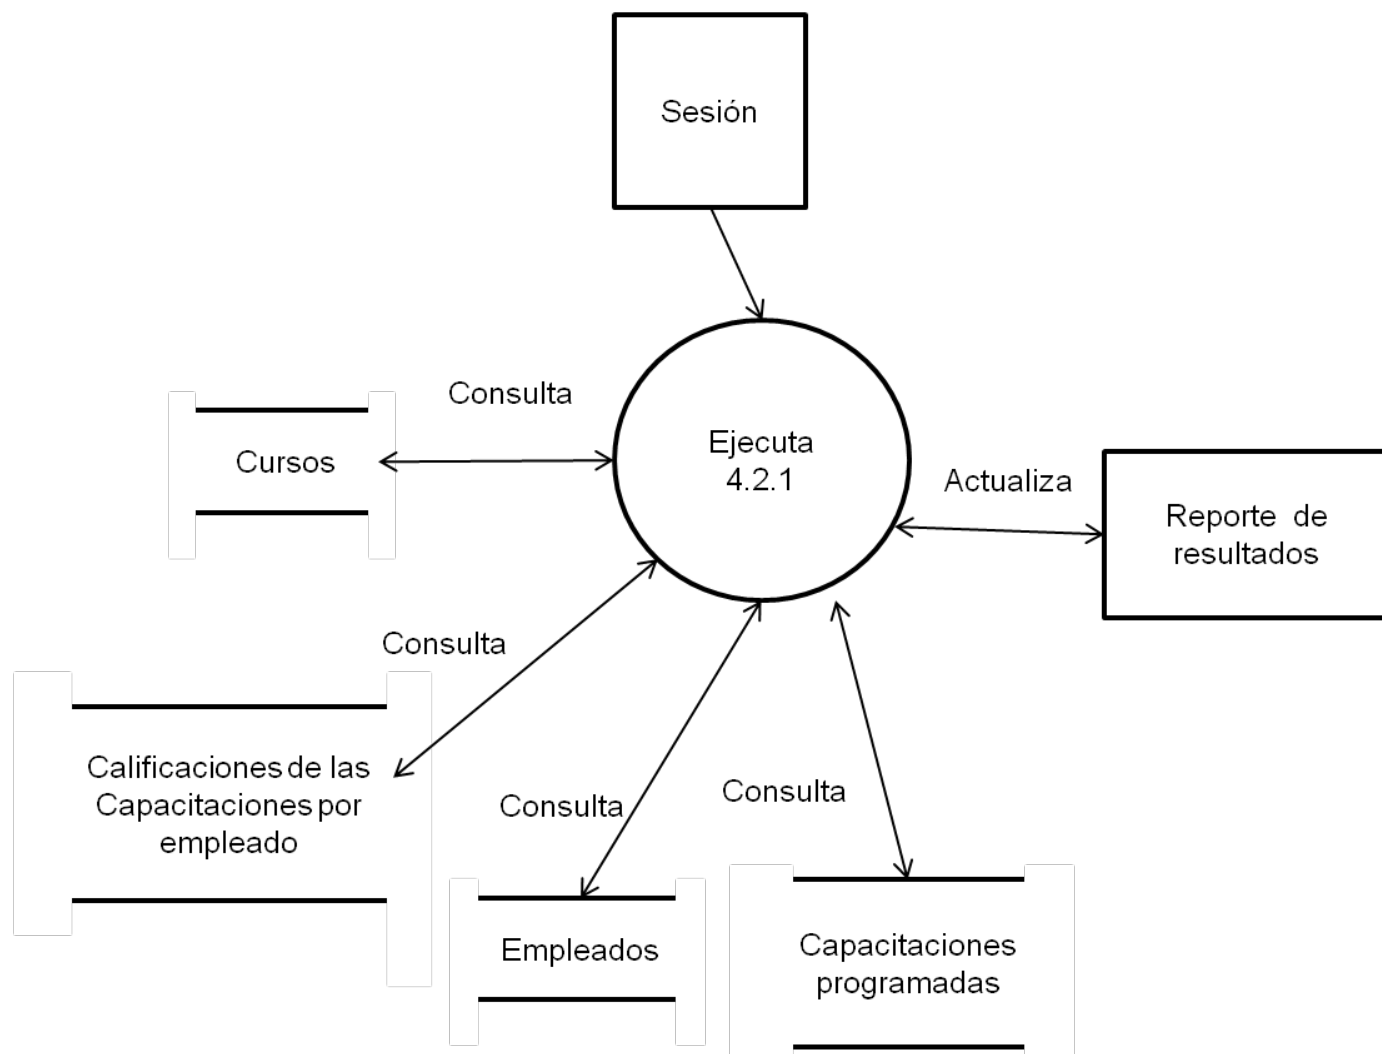 Sesión
Consulta
Ejecuta
4.2.1
Cursos
Actualiza
Reporte de
resultados
Consulta
Calificaciones de las
Capacitaciones por
empleado
Consulta
Consulta
Empleados
Capacitaciones
programadas